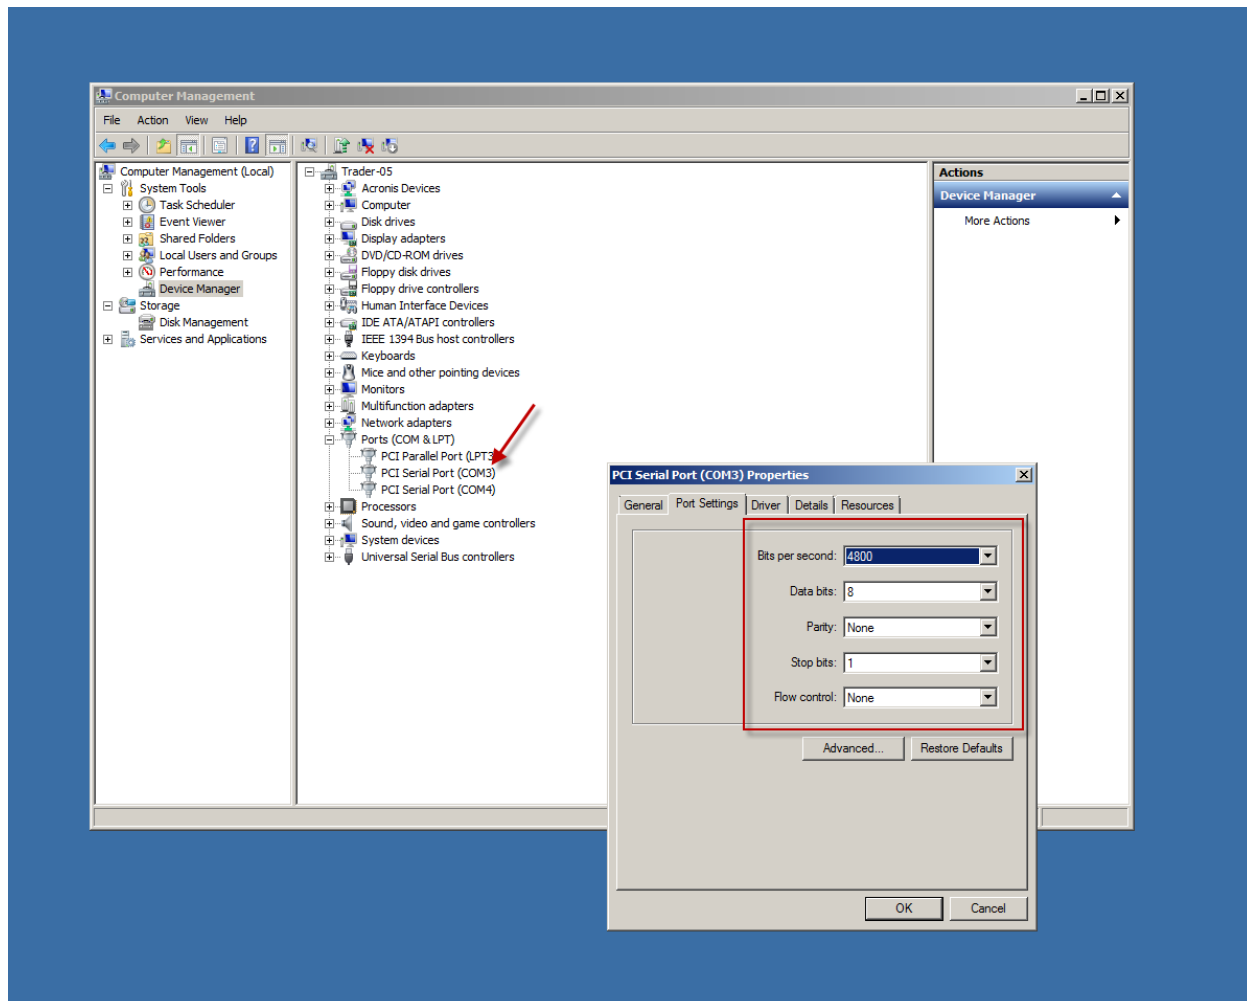 Computer Management
File Action View Help
Computer Management (Local)
System Tools
Task Scheduler
Event Viewer
Shared Folders
Local Users and Groups
Performance
Device Manager
Storage
Disk Management
Services and Applications
Trader-05
Acronis Devices
Computer
Disk drives
Display adapters
DVD/CD-ROM drives
Floppy disk drives
Floppy drive controllers
Human Interface Devices
IDE ATA/ATAPI controllers
IEEE 1394 Bus host controllers
Keyboards
Mice and other pointing devices
Monitors
Multifunction adapters
Network adapters
Ports (COM & LPT)
PCI Parallel Port (LPT3
PCI Serial Port (COM3)
PCI Serial Port (COM4)
Processors
Sound, video and game controllers
System devices
Universal Serial Bus controllers
Actions
Device Manager
More Actions
PCI Serial Port (COM3) Properties
General Port Settings Driver Details Resources
Bits per second: 4800
Data bits: 8
Parity: None
Stop bits: 1
Flow control: None
Advanced... Restore Defaults
OK Cancel